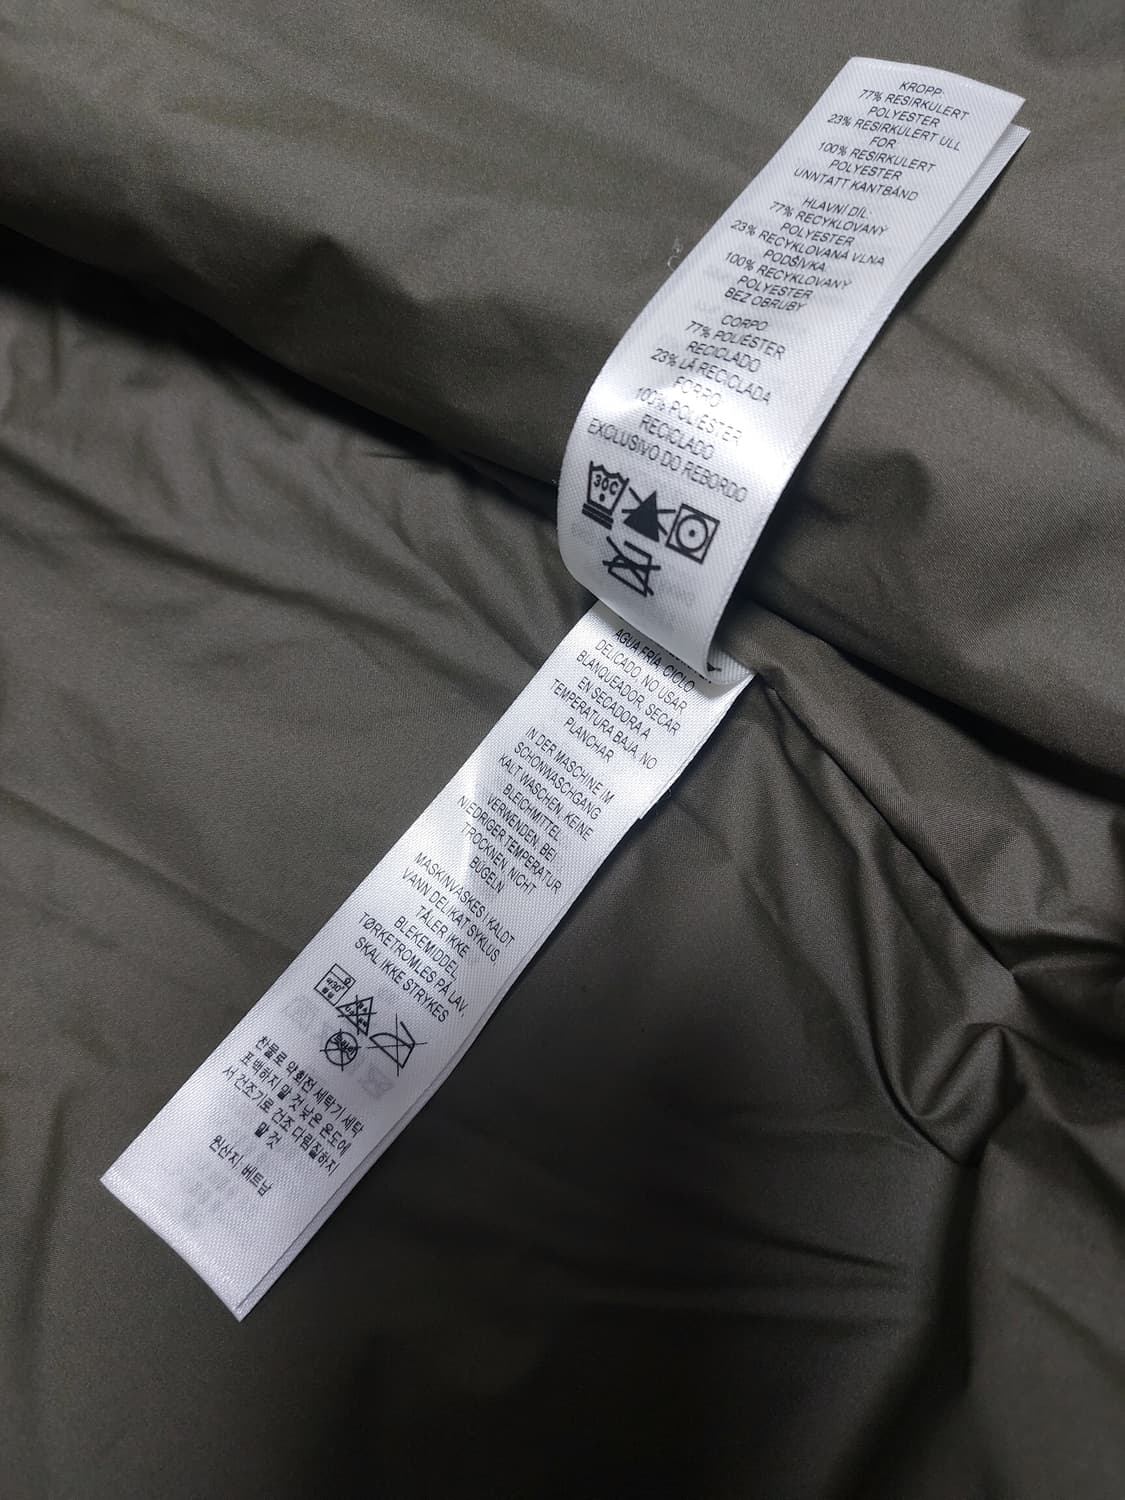 KROPP:
77% RESIRKULERT
POLYESTER
23% RESIRKULERT ULL
FOR:
100% RESIRKULERT
POLYESTER
UNNTATT KANTBÅND
HLAVNÍ DÍL:
77% RECYKLOVANÝ
POLYESTER
23% RECYKLOVANÁ VLNA
PODŠÍVKA:
100% RECYKLOVANÝ
POLYESTER
BEZ OBRUBY
CORPO
77% POLIÉSTER
RECICLADO
23% LÃ RECICLADA
FORRO
100% POLIÉSTER
RECICLADO
EXCLUSIVO DO REBORDO
30C
AGUA FRÍA, CICLO
DELICADO, NO USAR
BLANQUEADOR, SECAR
EN SECADORA A
TEMPERATURA BAJA, NO
PLANCHAR
IN DER MASCHINE IM
SCHONWASCHGANG
KALT WASCHEN, KEINE
BLEICHMITTEL
VERWENDEN, BEI
NIEDRIGER TEMPERATUR
TROCKNEN, NICHT
BÜGELN
MASKINVASKES I KALDT
VANN DELIKAT SYKLUS,
TÅLER IKKE
BLEKEMIDDEL,
TØRKETROMLES PÅ LAV,
SKAL IKKE STRYKES
찬물로 약회전 세탁기 세탁
표백하지 말 것 낮은 온도에
서 건조기로 건조 다림질하지
말 것
원산지: 베트남